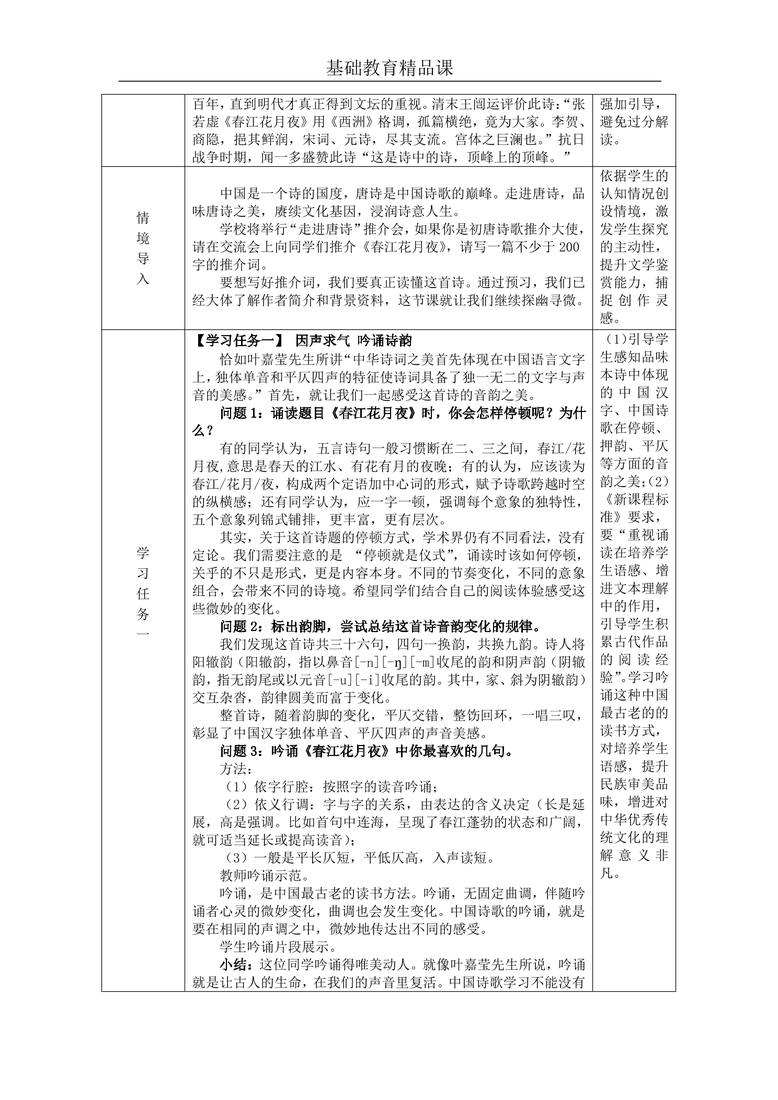 基础教育精品课
百年，直到明代才真正得到文坛的重视。清末王闿运评价此诗：“张
若虚《春江花月夜》用《西洲》格调，孤篇横绝，竟为大家。李贺、
商隐，挹其鲜润，宋词、元诗，尽其支流。宫体之巨澜也。”抗日
战争时期，闻一多盛赞此诗“这是诗中的诗，顶峰上的顶峰。”
强加引导，
避免过分解
读。
情
境
导
入
中国是一个诗的国度，唐诗是中国诗歌的巅峰。走进唐诗，品
味唐诗之美，赓续文化基因，浸润诗意人生。
学校将举行“走进唐诗”推介会，如果你是初唐诗歌推介大使，
请在交流会上向同学们推介《春江花月夜》，请写一篇不少于 200
字的推介词。
要想写好推介词，我们要真正读懂这首诗。通过预习，我们已
经大体了解作者简介和背景资料，这节课就让我们继续探幽寻微。
依据学生的
认知情况创
设情境，激
发学生探究
的主动性，
提升文学鉴
赏能力，捕
捉创作灵
感。
学
习
任
务
一
【学习任务一】 因声求气 吟诵诗韵
恰如叶嘉莹先生所讲“中华诗词之美首先体现在中国语言文字
上，独体单音和平仄四声的特征使诗词具备了独一无二的文字与声
音的美感。”首先，就让我们一起感受这首诗的音韵之美。
问题 1：诵读题目《春江花月夜》时，你会怎样停顿呢？为什
么？
有的同学认为，五言诗句一般习惯断在二、三之间，春江/花
月夜,意思是春天的江水、有花有月的夜晚；有的认为，应该读为
春江/花月/夜，构成两个定语加中心词的形式，赋予诗歌跨越时空
的纵横感；还有同学认为，应一字一顿，强调每个意象的独特性，
五个意象列锦式铺排，更丰富，更有层次。
其实，关于这首诗题的停顿方式，学术界仍有不同看法，没有
定论。我们需要注意的是 “停顿就是仪式”，诵读时该如何停顿，
关乎的不只是形式，更是内容本身。不同的节奏变化，不同的意象
组合，会带来不同的诗境。希望同学们结合自己的阅读体验感受这
些微妙的变化。
问题 2：标出韵脚，尝试总结这首诗音韵变化的规律。
我们发现这首诗共三十六句，四句一换韵，共换九韵。诗人将
阳辙韵（阳辙韵，指以鼻音[-n][-ŋ][-m]收尾的韵和阴声韵（阴辙
韵，指无韵尾或以元音[-u][-i]收尾的韵。其中，家、斜为阴辙韵）
交互杂沓，韵律圆美而富于变化。
整首诗，随着韵脚的变化，平仄交错，整饬回环，一唱三叹，
彰显了中国汉字独体单音、平仄四声的声音美感。
问题 3：吟诵《春江花月夜》中你最喜欢的几句。
方法：
（1）依字行腔：按照字的读音吟诵；
（2）依义行调：字与字的关系，由表达的含义决定（长是延
展，高是强调。比如首句中连海，呈现了春江蓬勃的状态和广阔，
就可适当延长或提高读音）；
（3）一般是平长仄短，平低仄高，入声读短。
教师吟诵示范。
吟诵，是中国最古老的读书方法。吟诵，无固定曲调，伴随吟
诵者心灵的微妙变化，曲调也会发生变化。中国诗歌的吟诵，就是
要在相同的声调之中，微妙地传达出不同的感受。
学生吟诵片段展示。
小结：这位同学吟诵得唯美动人。就像叶嘉莹先生所说，吟诵
就是让古人的生命，在我们的声音里复活。中国诗歌学习不能没有
（1）引导学
生感知品味
本诗中体现
的中国汉
字、中国诗
歌在停顿、
押韵、平仄
等方面的音
韵之美；（2）
《新课程标
准》要求，
要“重视诵
读在培养学
生语感、增
进文本理解
中的作用，
引导学生积
累古代作品
的阅读经
验”。学习吟
诵这种中国
最古老的的
读书方式，
对培养学生
语感，提升
民族审美品
味，增进对
中华优秀传
统文化的理
解意义非
凡。